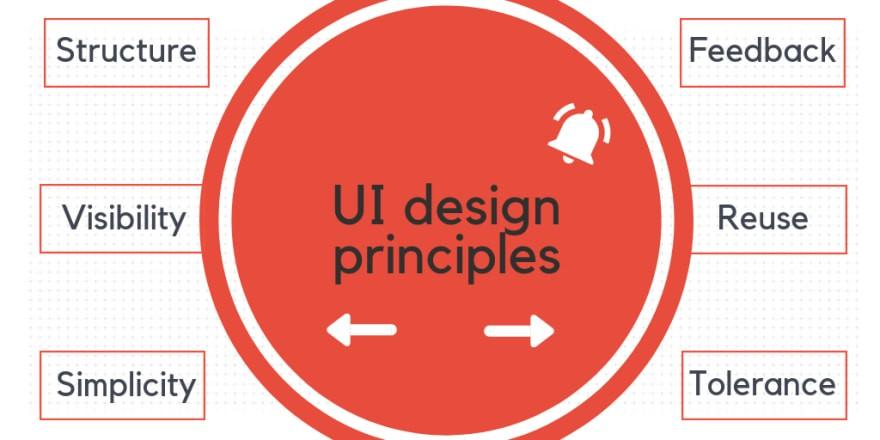 Structure
Visibility
Simplicity
UI design
principles
Feedback
Reuse
Tolerance